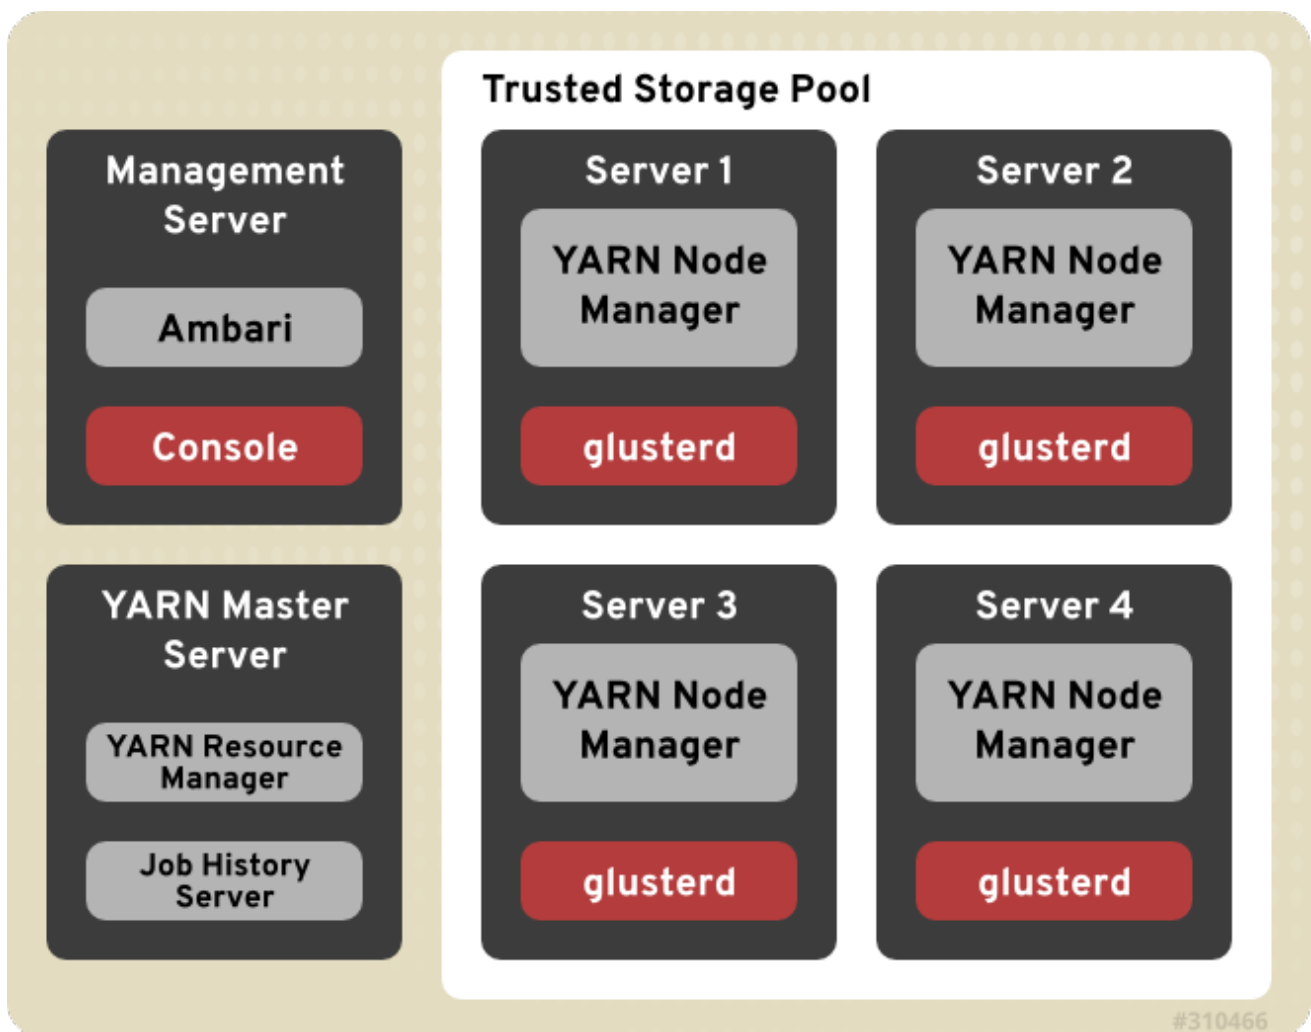 Trusted Storage Pool
Management
Server
Ambari
Console
Server 1
YARN Node
Manager
glusterd
Server 2
YARN Node
Manager
glusterd
YARN Master
Server
YARN Resource
Manager
Job History
Server
Server 3
YARN Node
Manager
glusterd
Server 4
YARN Node
Manager
glusterd
#310466